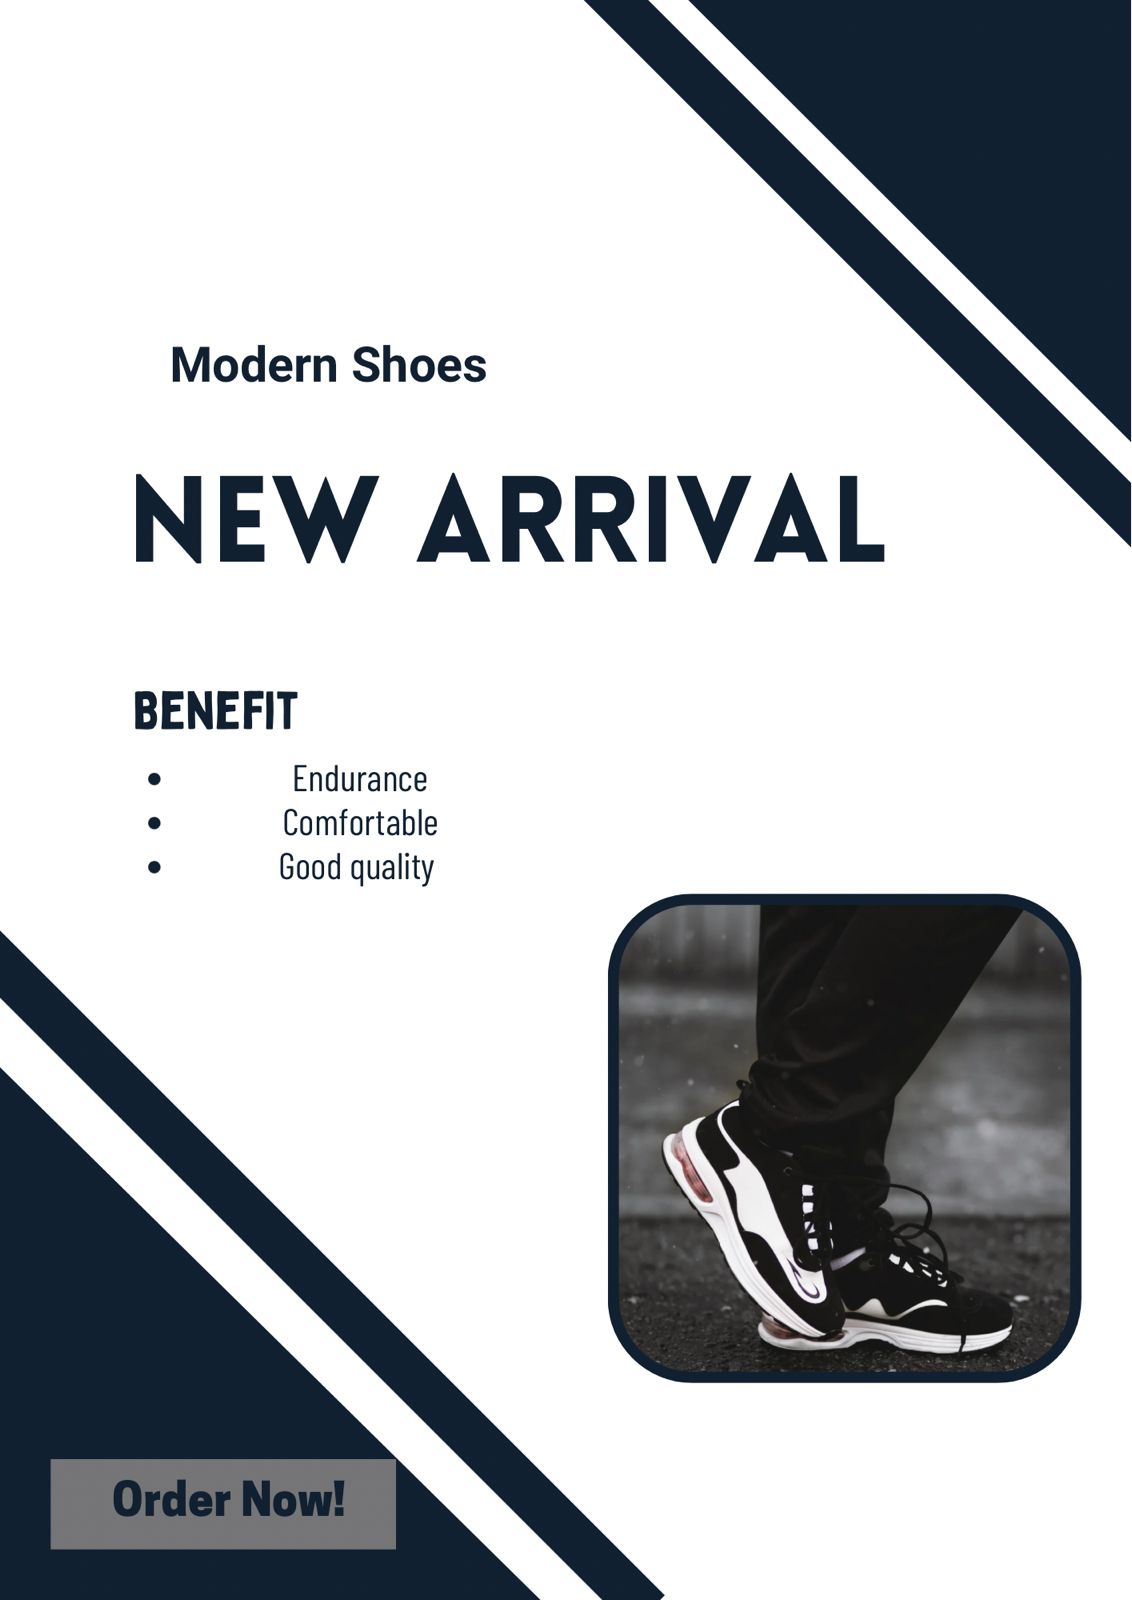 Modern Shoes
NEW ARRIVAL
BENEFIT
• Endurance
• Comfortable
• Good quality
Order Now!